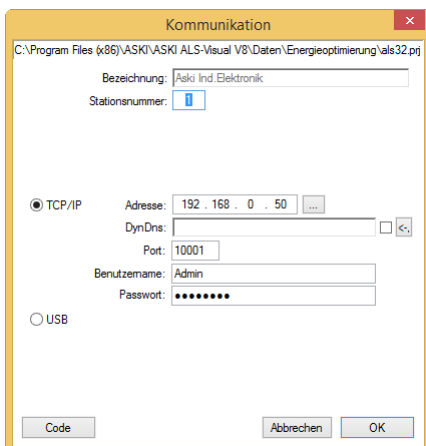 Kommunikation
C:\Program Files (x86)\ASKI\ASKI ALS-Visual V8\Daten\Energieoptimierung\als32.prj
Bezeichnung: Aski Ind.Elektronik
Stationsnummer: 1
TCP/IP Adresse: 192 . 168 . 0 . 50 ...
DynDns: <-,
Port: 10001
Benutzername: Admin
Passwort: ●●●●●●●●
USB
Code Abbrechen OK